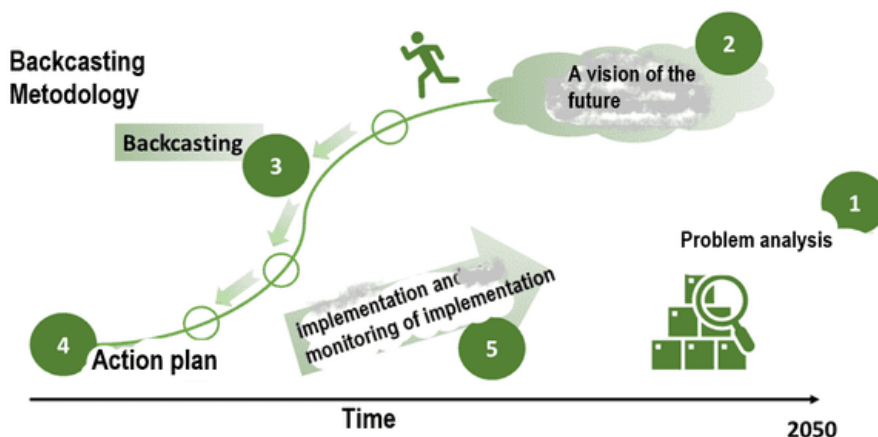 Backcasting
Metodology
2
A vision of the
future
Backcasting
3
1
Problem analysis
implementation and
monitoring of implementation
5
4
Action plan
Time
2050